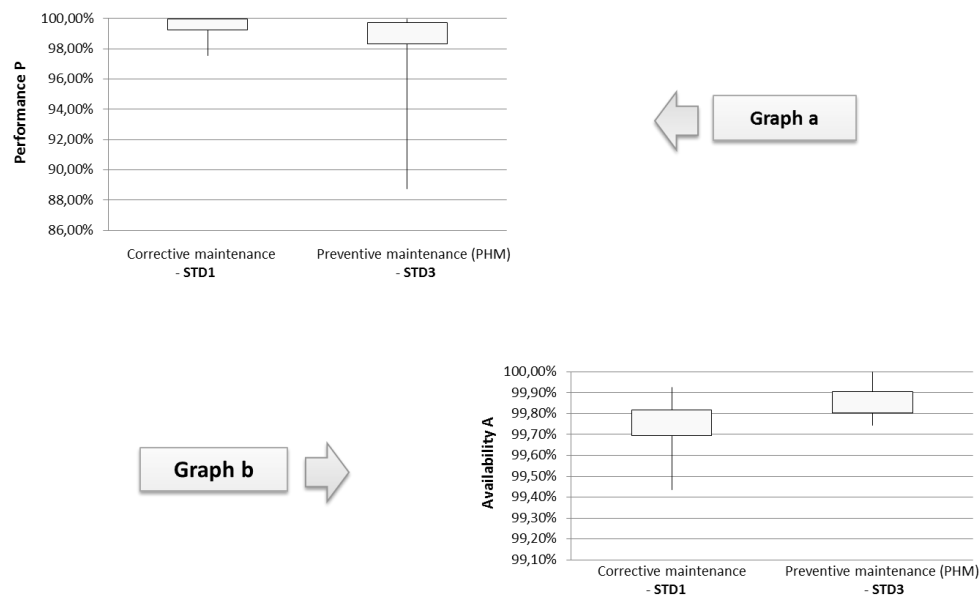 100,00%
98,00%
96,00%
94,00%
92,00%
90,00%
88,00%
86,00%
Performance P
Corrective maintenance
- STD1
Preventive maintenance (PHM)
- STD3
Graph a
Graph b
100,00%
99,90%
99,80%
99,70%
99,60%
99,50%
99,40%
99,30%
99,20%
99,10%
Availability A
Corrective maintenance
- STD1
Preventive maintenance (PHM)
- STD3